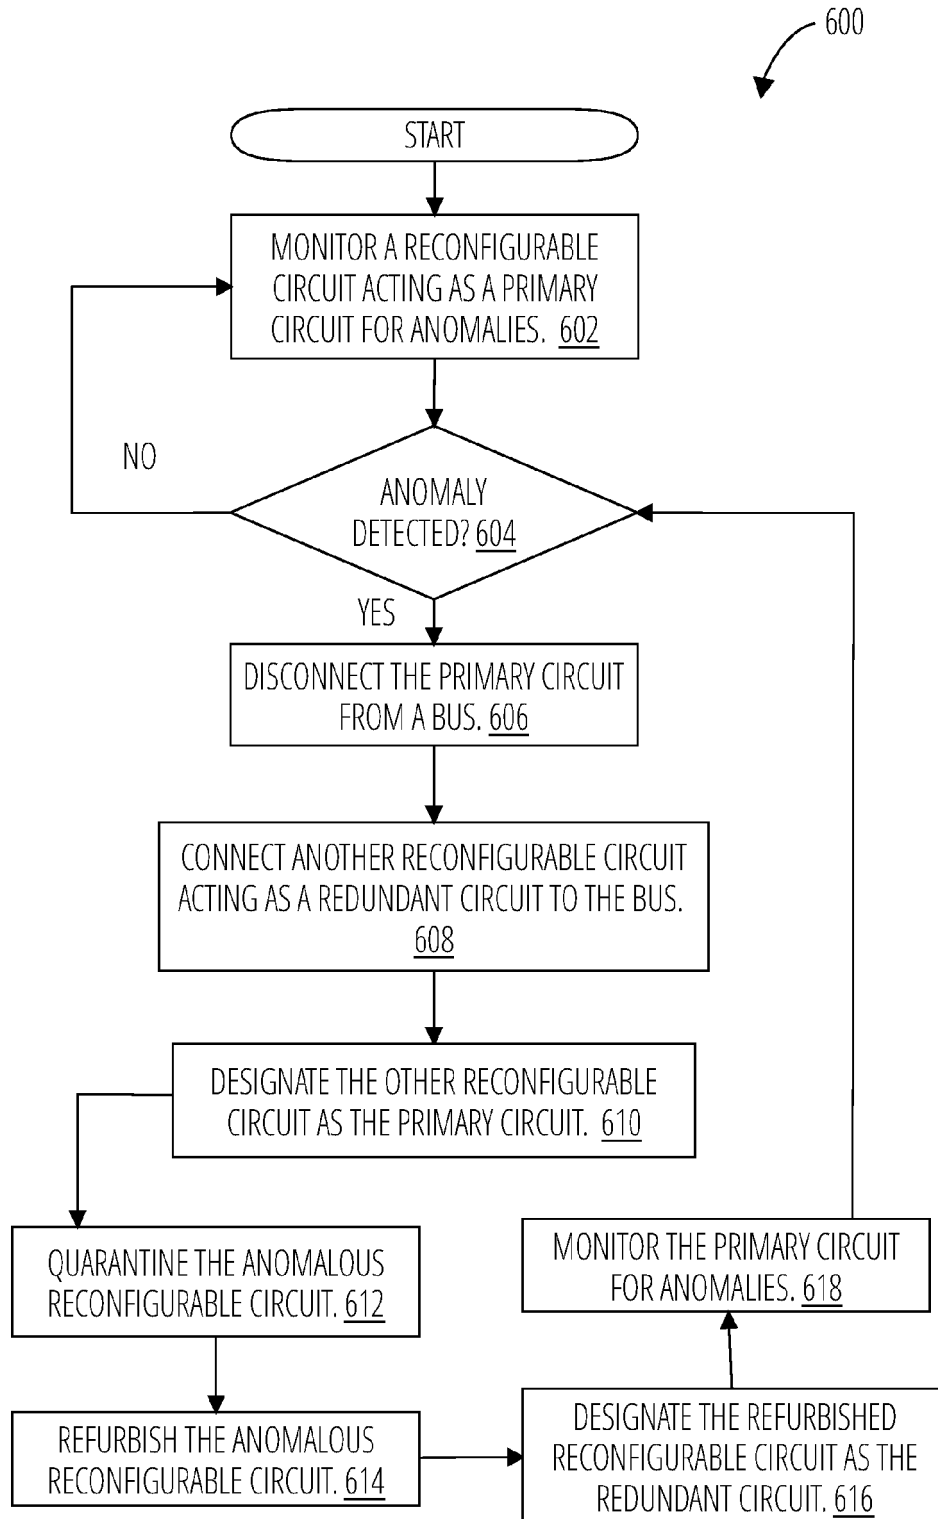 600
START
MONITOR A RECONFIGURABLE
CIRCUIT ACTING AS A PRIMARY
CIRCUIT FOR ANOMALIES. 602
NO
ANOMALY
DETECTED? 604
YES
DISCONNECT THE PRIMARY CIRCUIT
FROM A BUS. 606
CONNECT ANOTHER RECONFIGURABLE CIRCUIT
ACTING AS A REDUNDANT CIRCUIT TO THE BUS.
608
DESIGNATE THE OTHER RECONFIGURABLE
CIRCUIT AS THE PRIMARY CIRCUIT. 610
QUARANTINE THE ANOMALOUS
RECONFIGURABLE CIRCUIT. 612
REFURBISH THE ANOMALOUS
RECONFIGURABLE CIRCUIT. 614
DESIGNATE THE REFURBISHED
RECONFIGURABLE CIRCUIT AS THE
REDUNDANT CIRCUIT. 616
MONITOR THE PRIMARY CIRCUIT
FOR ANOMALIES. 618